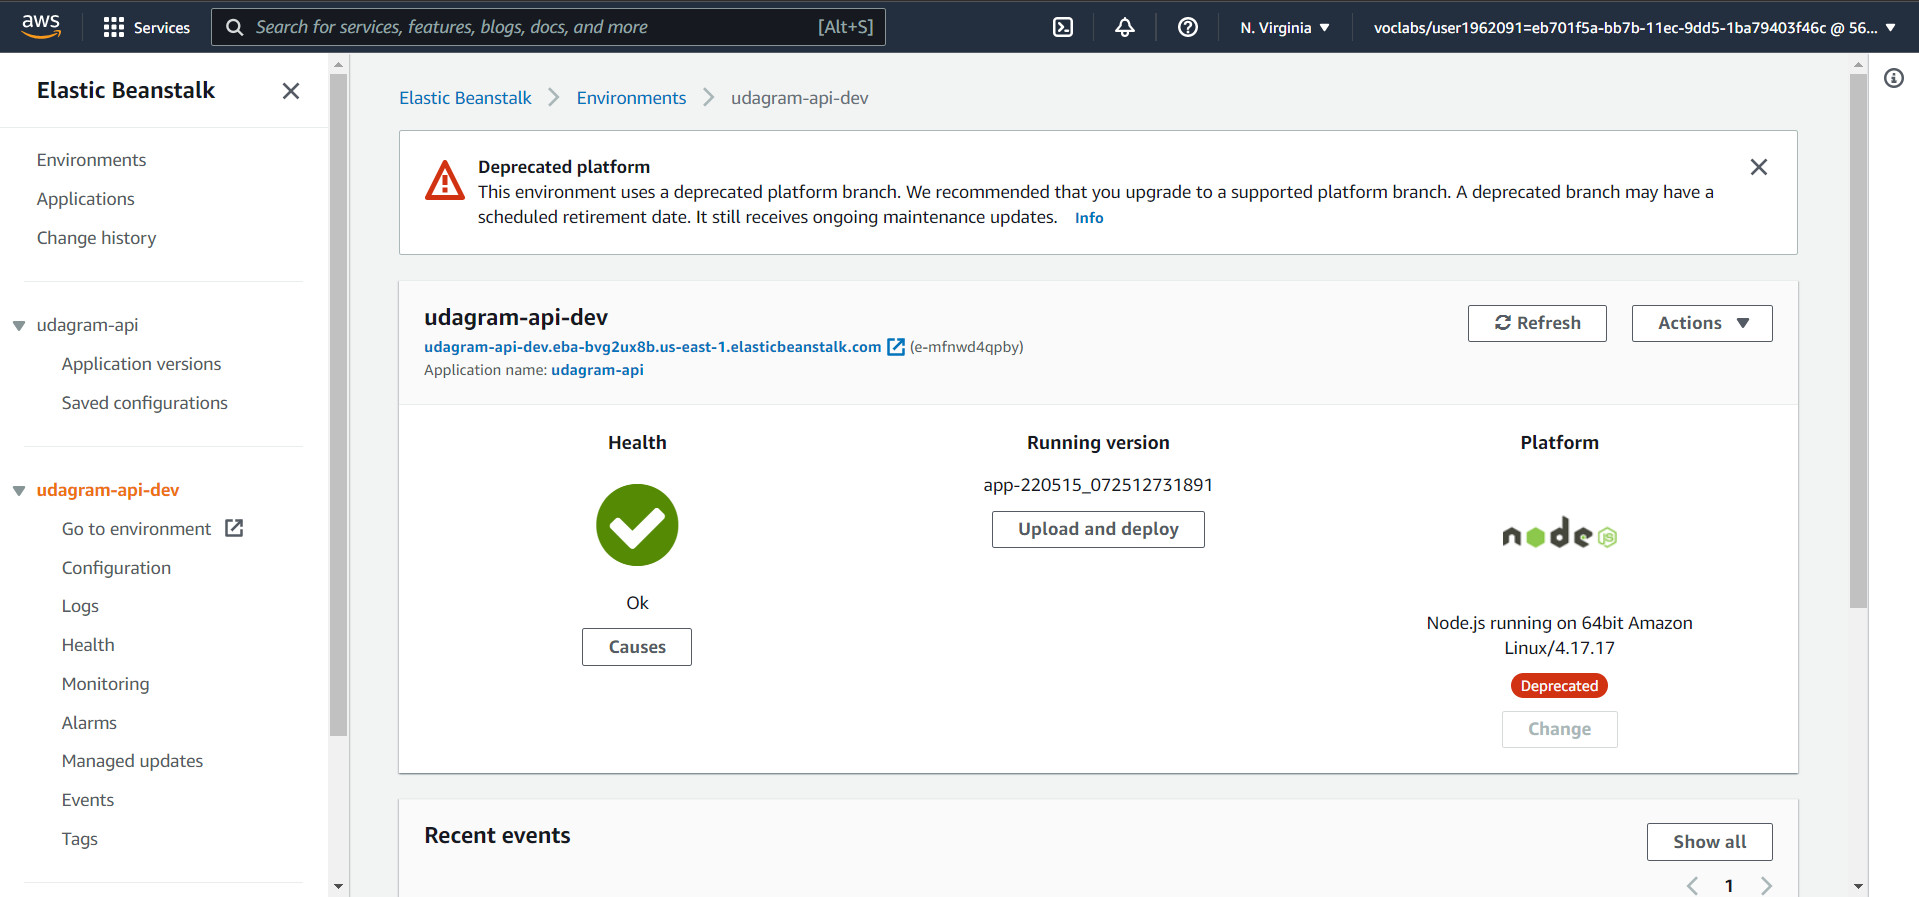 aws
Services
Search for services, features, blogs, docs, and more
[Alt+S]
N. Virginia
voclabs/user1962091=eb701f5a-bb7b-11ec-9dd5-1ba79403f46c @ 56...
Elastic Beanstalk
Environments
Applications
Change history
udagram-api
Application versions
Saved configurations
udagram-api-dev
Go to environment
Configuration
Logs
Health
Monitoring
Alarms
Managed updates
Events
Tags
Elastic Beanstalk
Environments
udagram-api-dev
Deprecated platform
This environment uses a deprecated platform branch. We recommended that you upgrade to a supported platform branch. A deprecated branch may have a
scheduled retirement date. It still receives ongoing maintenance updates. Info
udagram-api-dev
udagram-api-dev.eba-bvg2ux8b.us-east-1.elasticbeanstalk.com (e-mfnwd4qpby)
Application name: udagram-api
Refresh
Actions
Health
Ok
Causes
Running version
app-220515_072512731891
Upload and deploy
Platform
node JS
Node.js running on 64bit Amazon
Linux/4.17.17
Deprecated
Change
Recent events
Show all
1